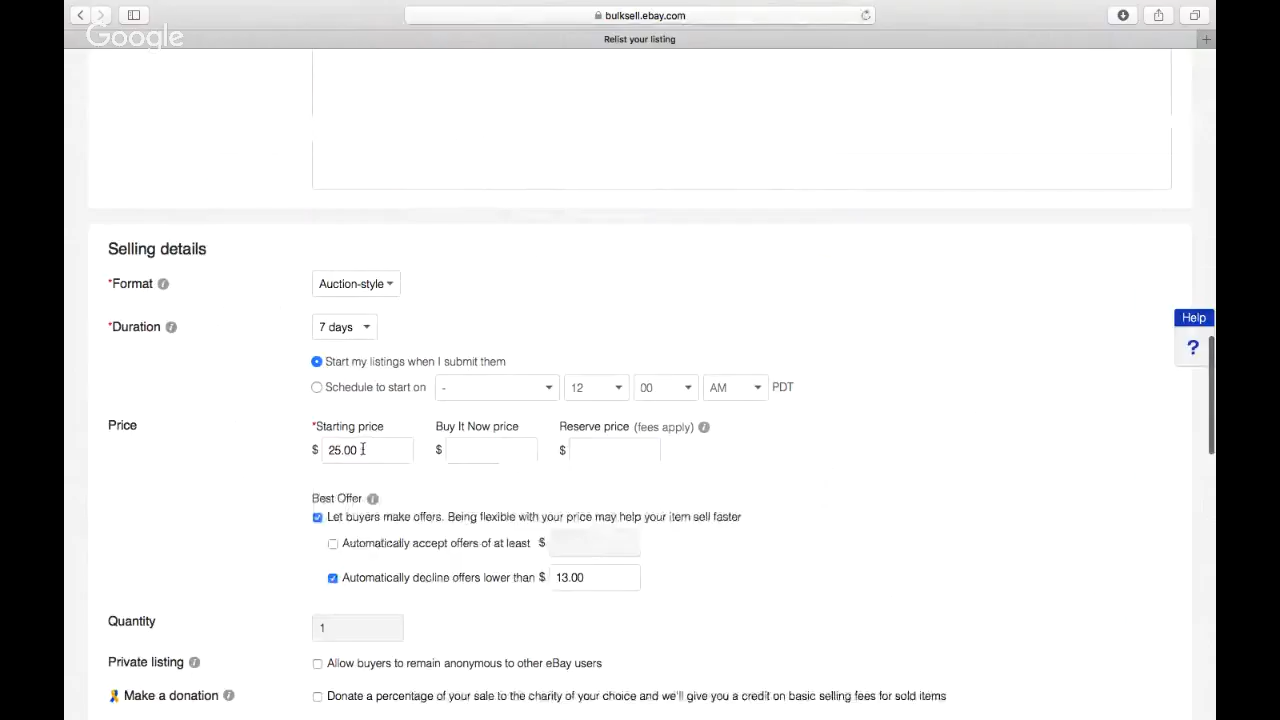 bulksell.ebay.com
Google
Relist your listing
Selling details
*Format
Auction-style
*Duration
7 days
Start my listings when I submit them
Schedule to start on - 12 00 AM PDT
Price
*Starting price Buy It Now price Reserve price (fees apply)
$ 25.00 $ $
Best Offer
Let buyers make offers. Being flexible with your price may help your item sell faster
Automatically accept offers of at least $
Automatically decline offers lower than $ 13.00
Quantity
1
Private listing
Allow buyers to remain anonymous to other eBay users
Make a donation
Donate a percentage of your sale to the charity of your choice and we'll give you a credit on basic selling fees for sold items
Help
?